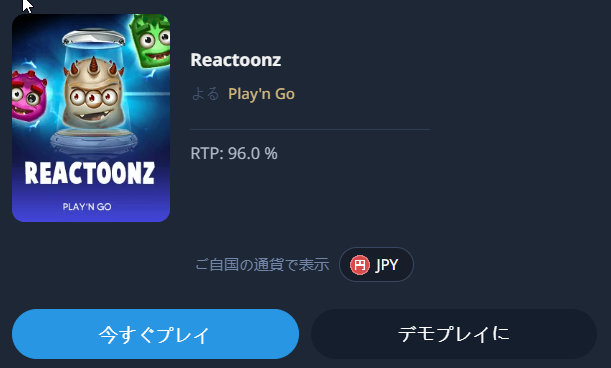 Reactoonz
よる Play'n Go
RTP: 96.0 %
REACTOONZ
PLAY'N GO
ご自国の通貨で表示 円 JPY
今すぐプレイ
デモプレイに